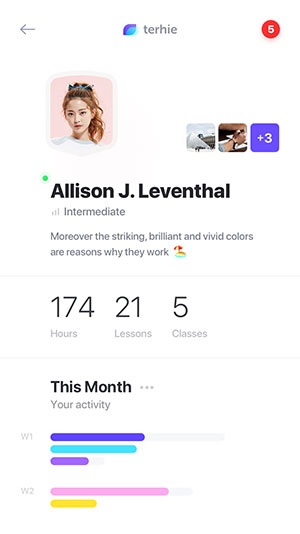 terhie
5
+3
Allison J. Leventhal
Intermediate
Moreover the striking, brilliant and vivid colors
are reasons why they work
174 21 5
Hours Lessons Classes
This Month
Your activity
W1
W2